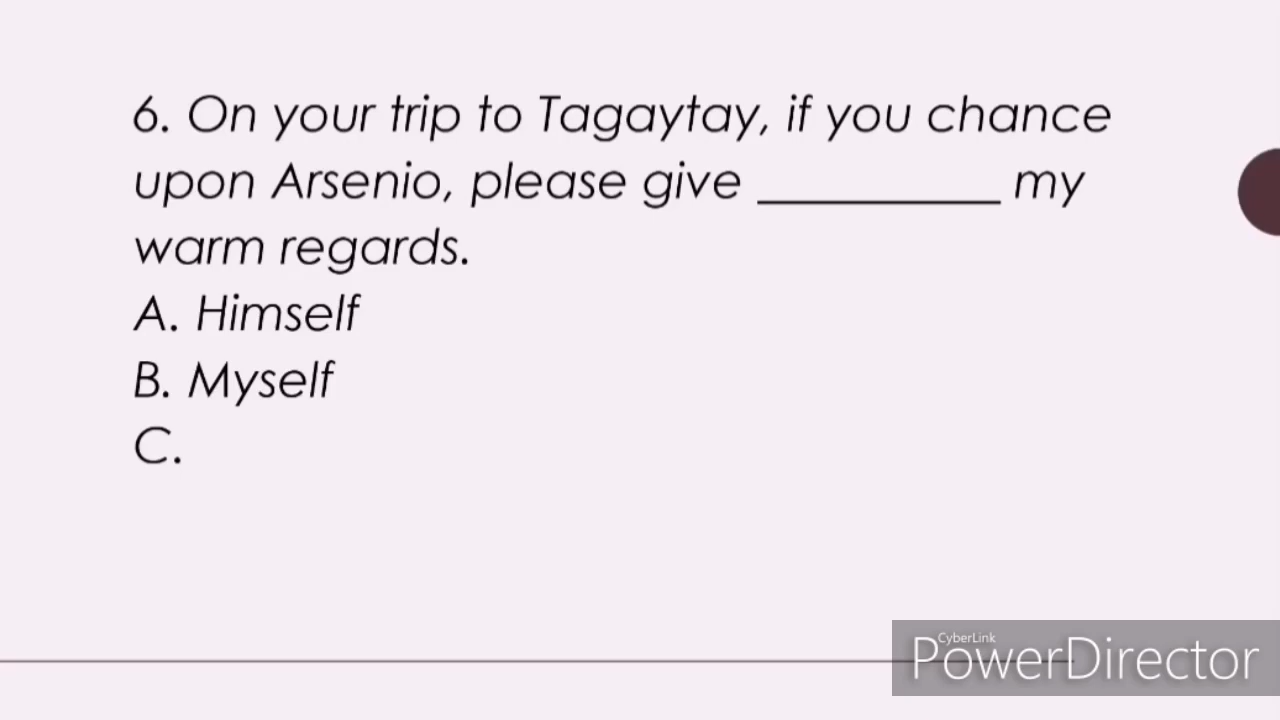 6. On your trip to Tagaytay, if you chance
upon Arsenio, please give __________ my
warm regards.
A. Himself
B. Myself
C.
CyberLink
PowerDirector